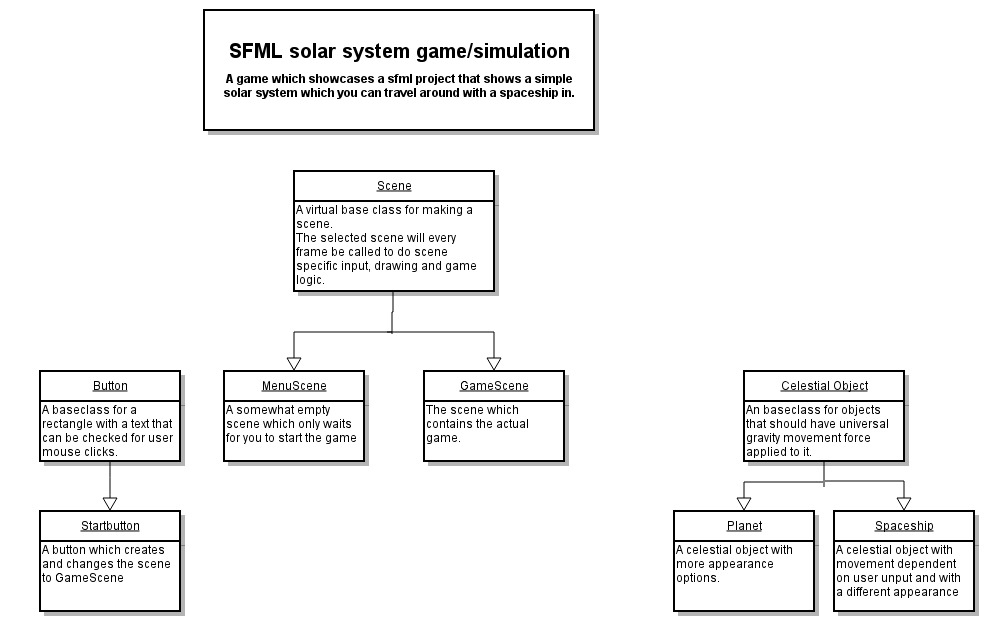 SFML solar system game/simulation
A game which showcases a sfml project that shows a simple
solar system which you can travel around with a spaceship in.
Scene
A virtual base class for making a
scene.
The selected scene will every
frame be called to do scene
specific input, drawing and game
logic.
Button
A baseclass for a
rectangle with a text that
can be checked for user
mouse clicks.
MenuScene
A somewhat empty
scene which only waits
for you to start the game
GameScene
The scene which
contains the actual
game.
Celestial Object
An baseclass for objects
that should have universal
gravity movement force
applied to it.
Startbutton
A button which creates
and changes the scene
to GameScene
Planet
A celestial object with
more appearance
options.
Spaceship
A celestial object with
movement dependent
on user unput and with
a different appearance